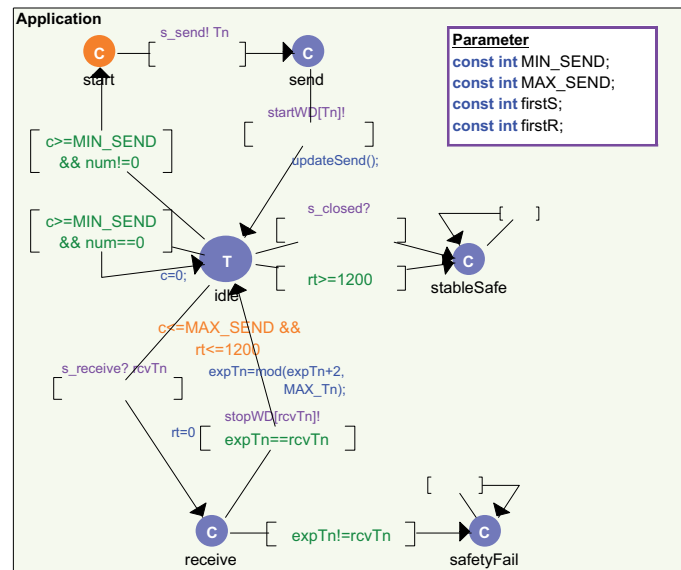 Application
s_send! Tn
C
start
C
send
Parameter
const int MIN_SEND;
const int MAX_SEND;
const int firstS;
const int firstR;
startWD[Tn]!
updateSend();
c>=MIN_SEND
&& num!=0
c>=MIN_SEND
&& num==0
c=0;
T
idle
s_closed?
rt>=1200
C
stableSafe
c<=MAX_SEND &&
rt<=1200
s_receive? rcvTn
expTn=mod(expTn+2,
MAX_Tn);
stopWD[rcvTn]!
rt=0
expTn==rcvTn
C
receive
expTn!=rcvTn
C
safetyFail